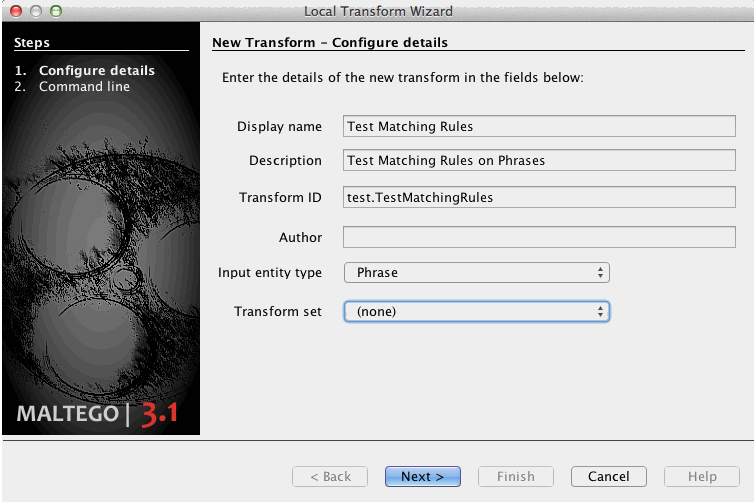 Local Transform Wizard
Steps
1. Configure details
2. Command line
New Transform – Configure details
Enter the details of the new transform in the fields below:
Display name Test Matching Rules
Description Test Matching Rules on Phrases
Transform ID test.TestMatchingRules
Author
Input entity type Phrase
Transform set (none)
MALTEGO| 3.1
< Back Next > Finish Cancel Help